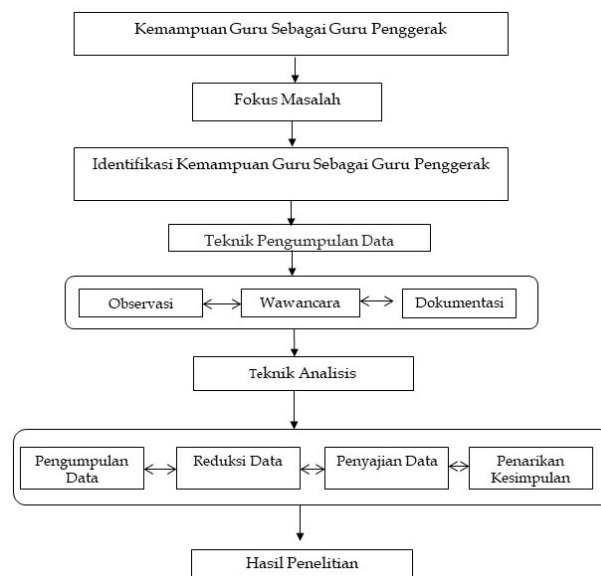 Kemampuan Guru Sebagai Guru Penggerak
Fokus Masalah
Identifikasi Kemampuan Guru Sebagai Guru Penggerak
Teknik Pengumpulan Data
Observasi
Wawancara
Dokumentasi
Teknik Analisis
Pengumpulan
Data
Reduksi Data
Penyajian Data
Penarikan
Kesimpulan
Hasil Penelitian